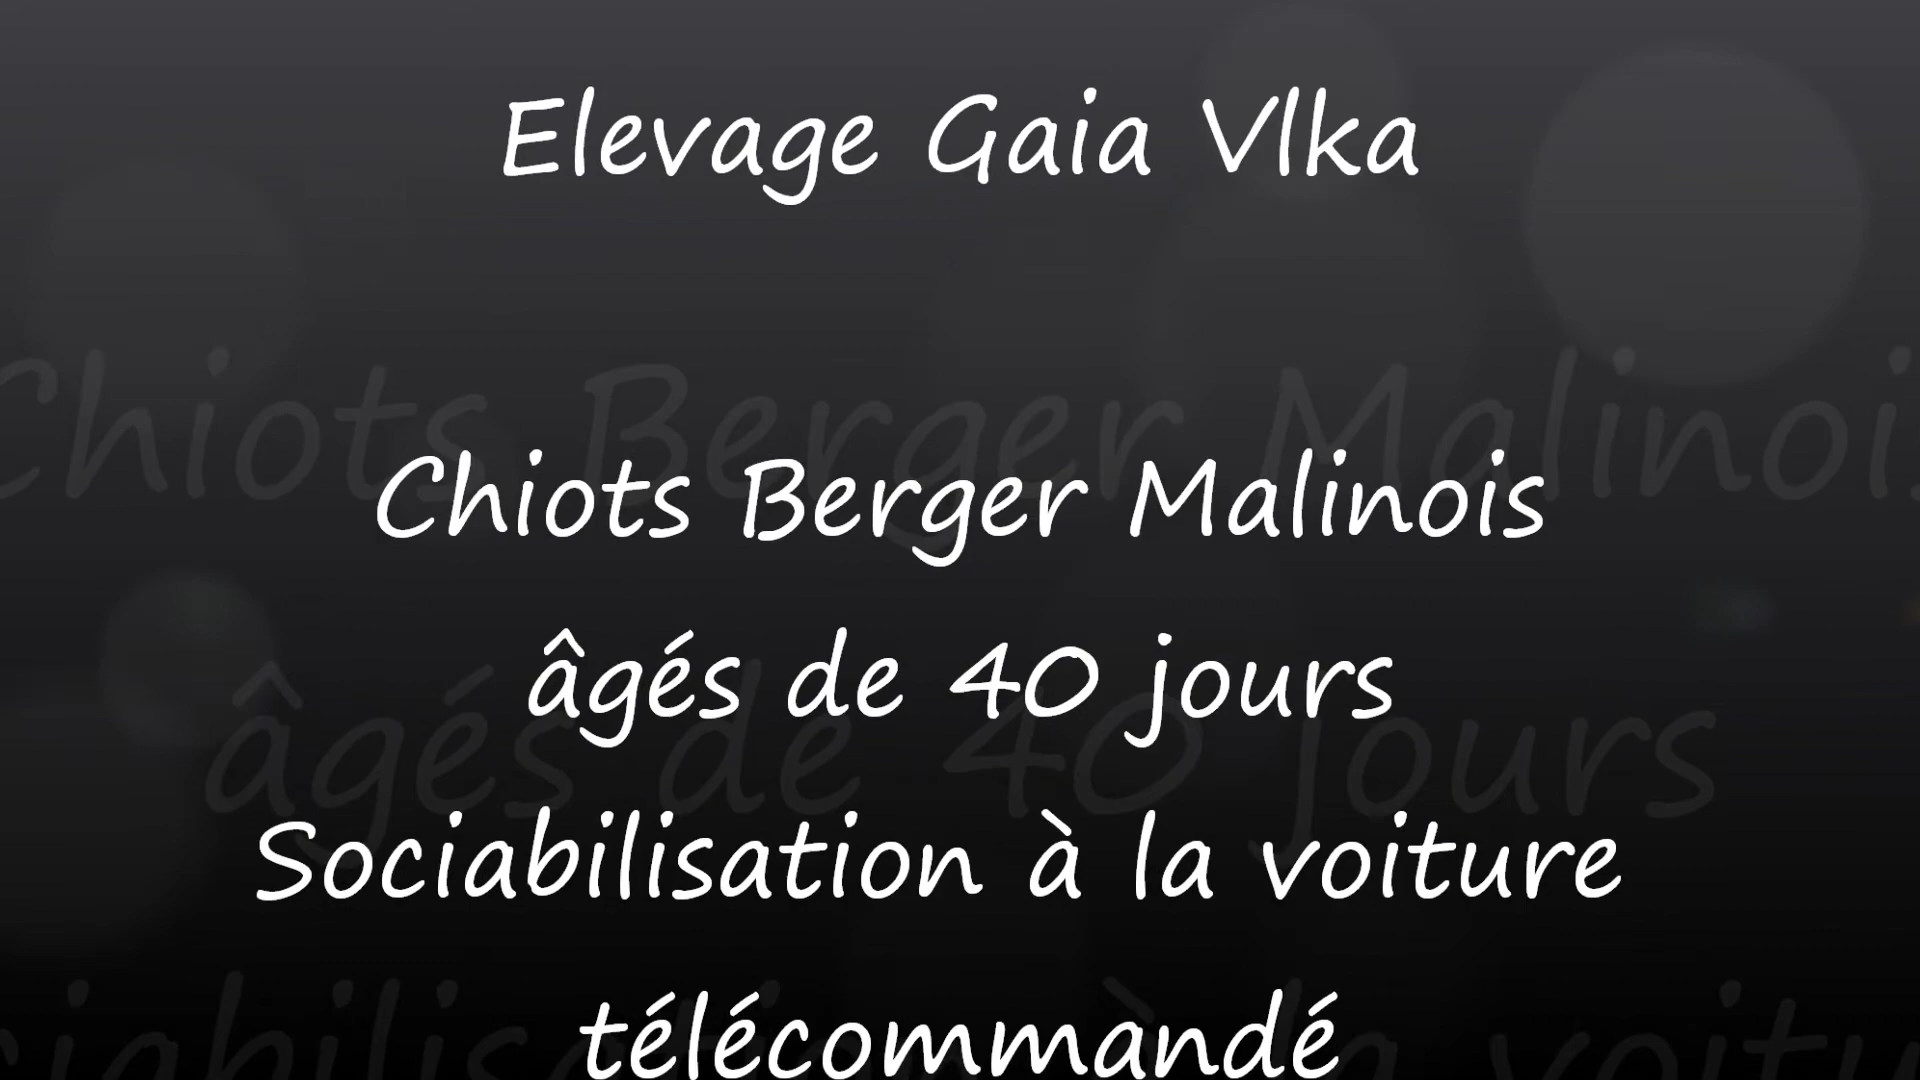 Elevage Gaia Vlka
Chiots Berger Malinois
âgés de 40 jours
Sociabilisation à la voiture
télécommandé